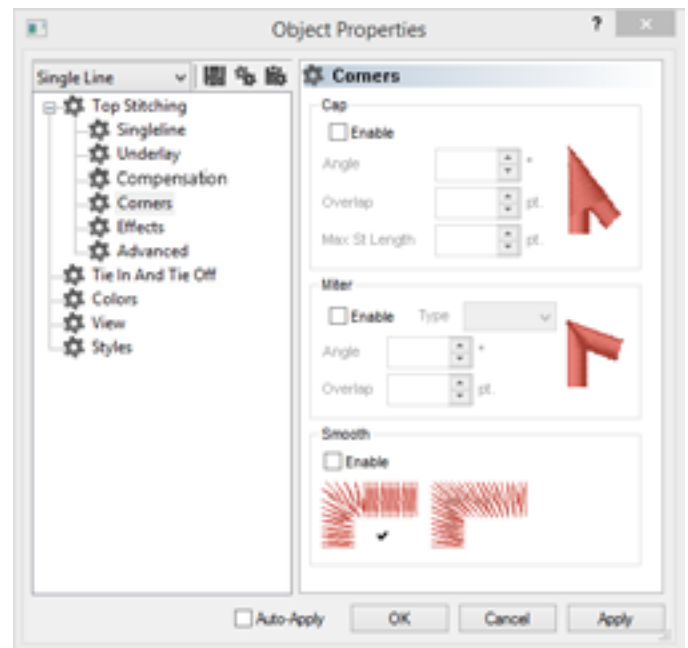 Object Properties
?
Single Line
Top Stitching
Singleline
Underlay
Compensation
Corners
Effects
Advanced
Tie In And Tie Off
Colors
View
Styles
Corners
Cap
Enable
Angle °
Overlap pt.
Max St Length pt.
Miter
Enable Type
Angle °
Overlap pt.
Smooth
Enable
Auto-Apply OK Cancel Apply